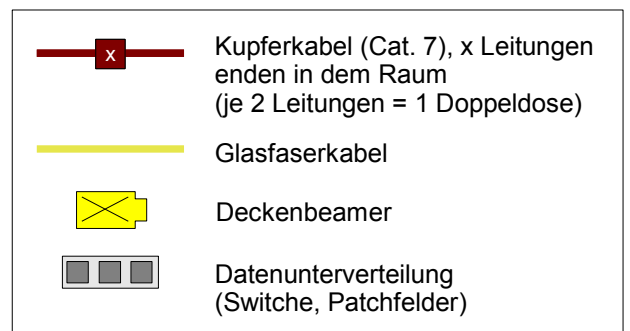 x
Kupferkabel (Cat. 7), x Leitungen
enden in dem Raum
(je 2 Leitungen = 1 Doppeldose)
Glasfaserkabel
Deckenbeamer
Datenunterverteilung
(Switche, Patchfelder)